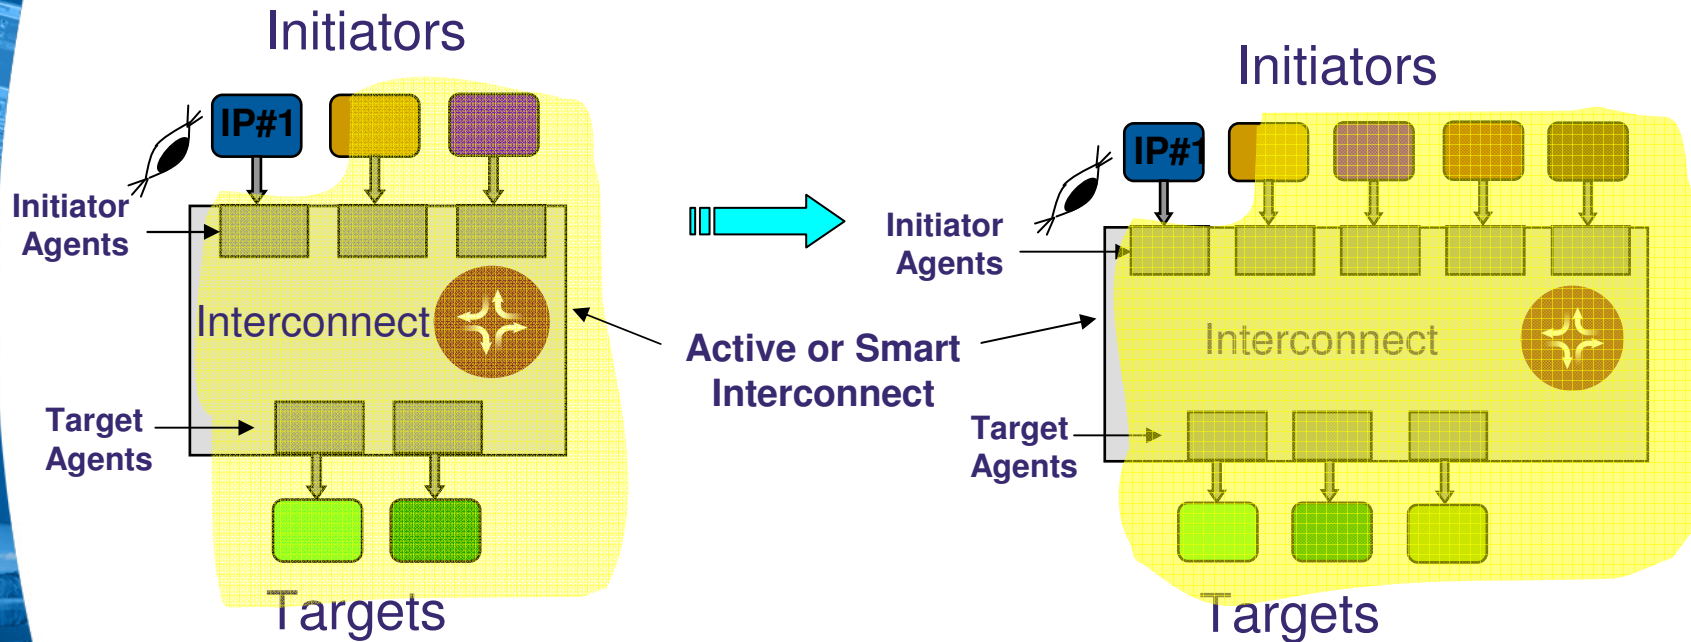 Initiators
IP#1
Initiator
Agents
Interconnect
Target
Agents
Targets
Active or Smart
Interconnect
Initiators
IP#1
Initiator
Agents
Interconnect
Target
Agents
Targets